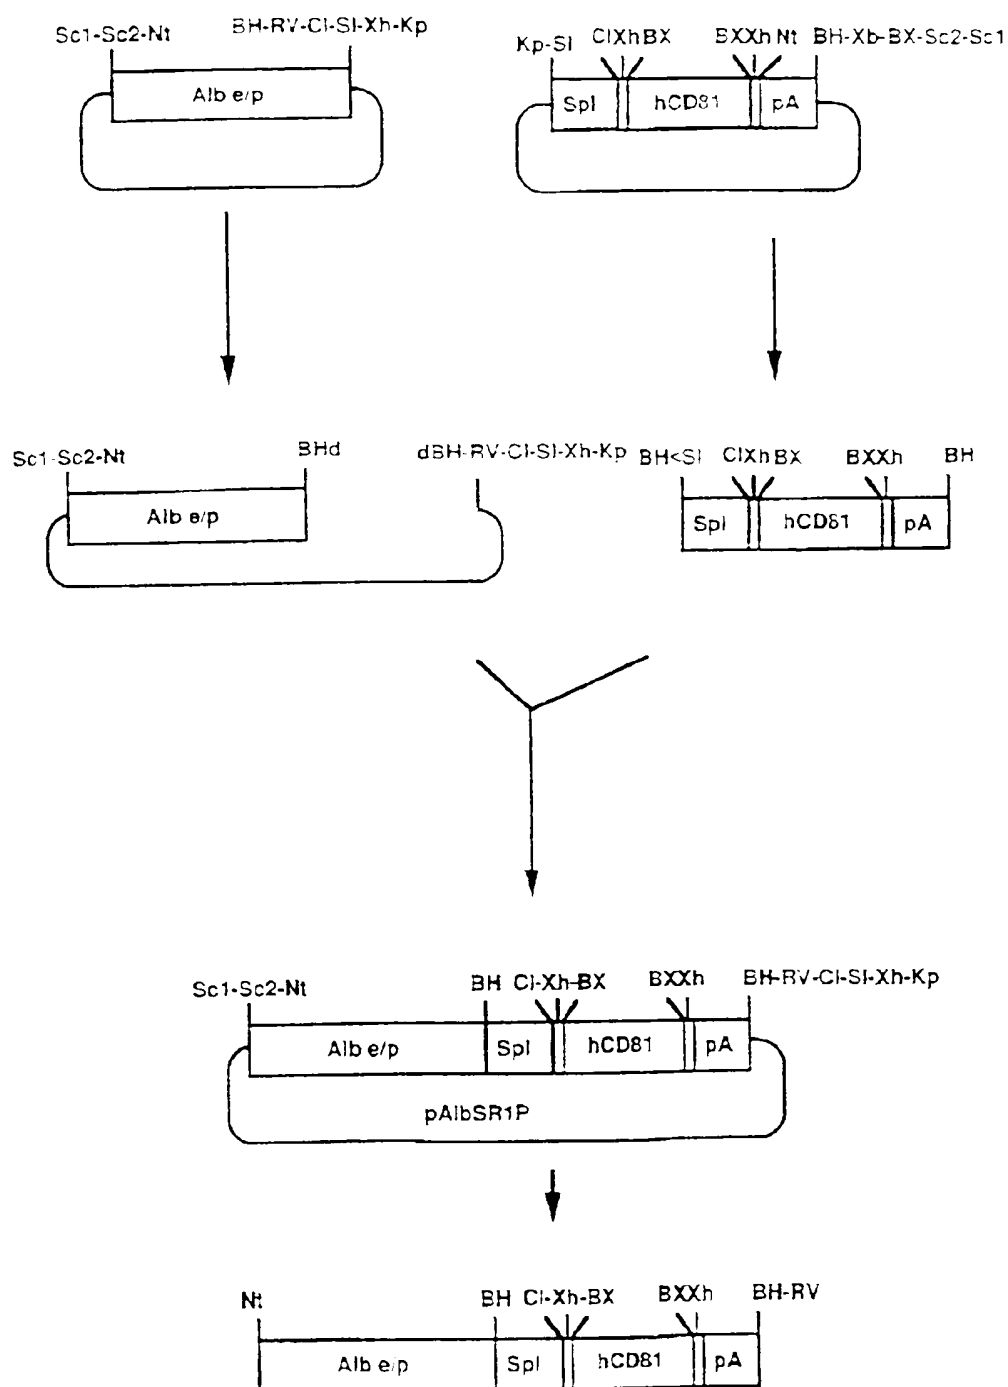 Sc1-Sc2-Nt
BH-RV-Cl-Sl-Xh-Kp
Alb e/p
Kp-Sl
ClXhBX
BXXh Nt
BH-Xb-BX-Sc2-Sc1
Spl
hCD81
pA
Sc1-Sc2-Nt
BHd
dBH-RV-Cl-Sl-Xh-Kp
Alb e/p
BH<Sl
ClXhBX
BXXh
BH
Spl
hCD81
pA
Sc1-Sc2-Nt
BH
Cl-Xh-BX
BXXh
BH-RV-Cl-Sl-Xh-Kp
Alb e/p
Spl
hCD81
pA
pAlbSR1P
Nt
BH
Cl-Xh-BX
BXXh
BH-RV
Alb e/p
Spl
hCD81
pA